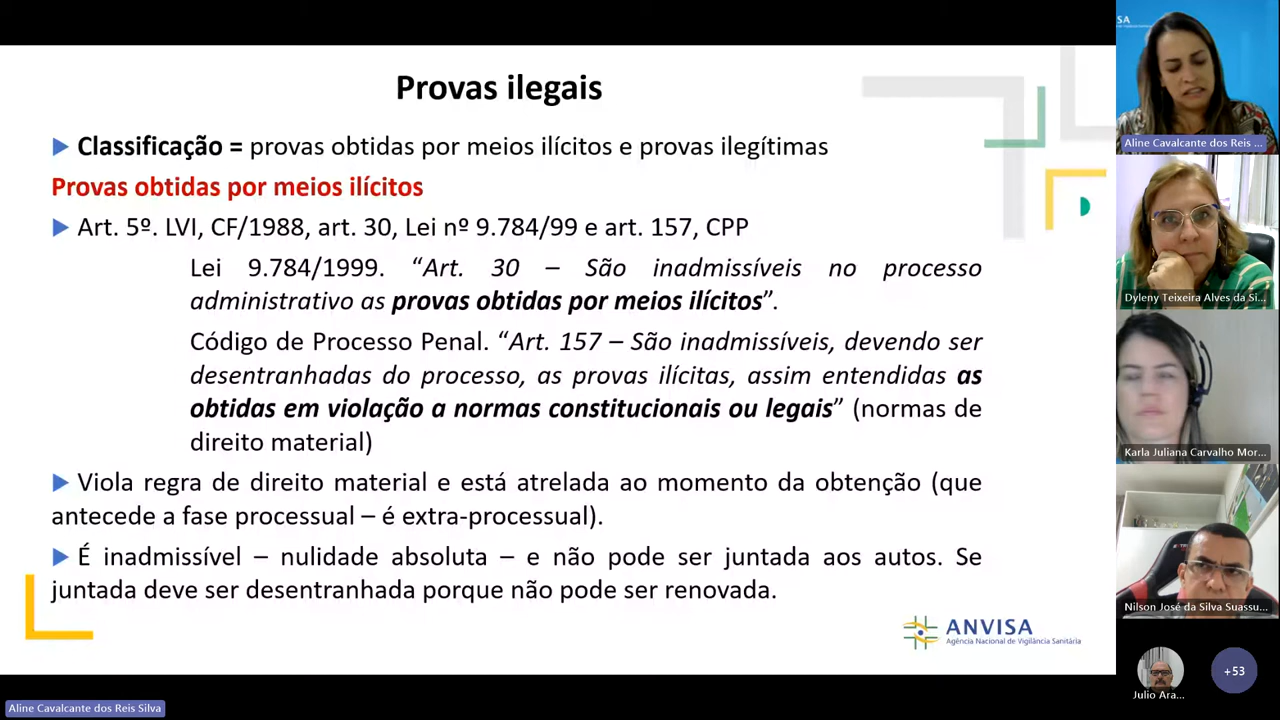 Provas ilegais
Classificação = provas obtidas por meios ilícitos e provas ilegítimas
Provas obtidas por meios ilícitos
Art. 5º. LVI, CF/1988, art. 30, Lei nº 9.784/99 e art. 157, CPP
Lei 9.784/1999. “Art. 30 – São inadmissíveis no processo
administrativo as provas obtidas por meios ilícitos”.
Código de Processo Penal. “Art. 157 – São inadmissíveis, devendo ser
desentranhadas do processo, as provas ilícitas, assim entendidas as
obtidas em violação a normas constitucionais ou legais” (normas de
direito material)
Viola regra de direito material e está atrelada ao momento da obtenção (que
antecede a fase processual – é extra-processual).
É inadmissível – nulidade absoluta – e não pode ser juntada aos autos. Se
juntada deve ser desentranhada porque não pode ser renovada.
ANVISA
Agência Nacional de Vigilância Sanitária
Aline Cavalcante dos Reis Silva
SA
Aline Cavalcante dos Reis ...
Dyleny Teixeira Alves da Si...
Karla Juliana Carvalho Mor...
Nilson José da Silva Suassu...
Julio Ara...
+53